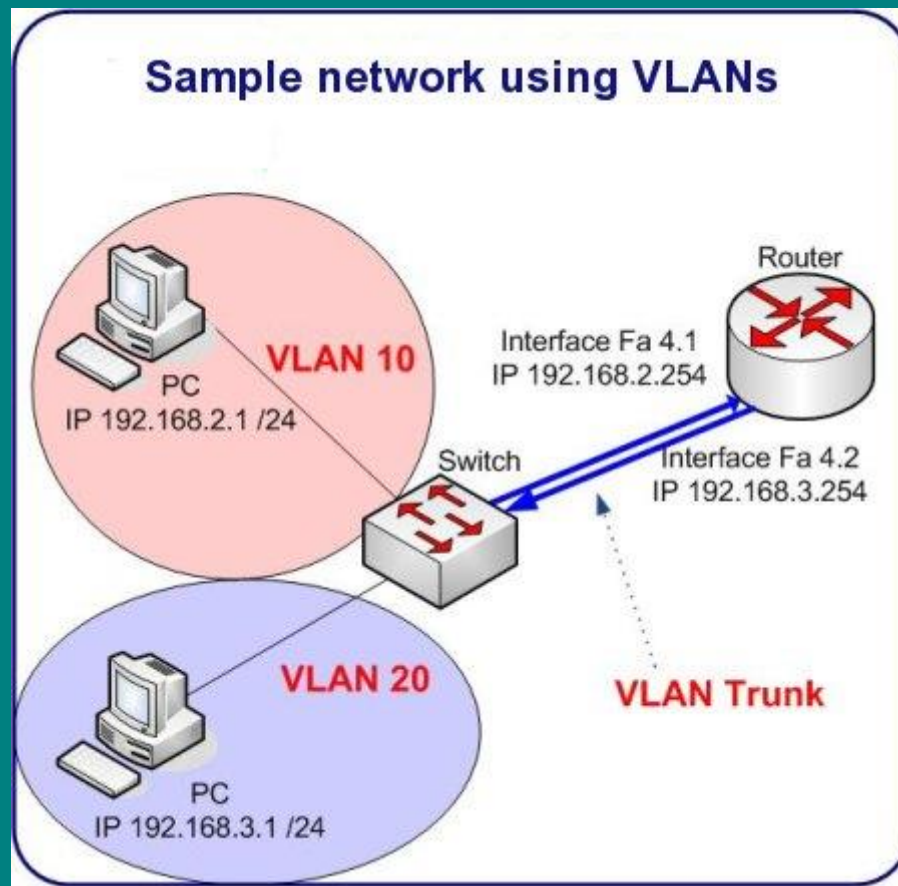 Sample network using VLANs
Router
Interface Fa 4.1
IP 192.168.2.254
VLAN 10
PC
IP 192.168.2.1 /24
Switch
Interface Fa 4.2
IP 192.168.3.254
VLAN 20
VLAN Trunk
PC
IP 192.168.3.1 /24